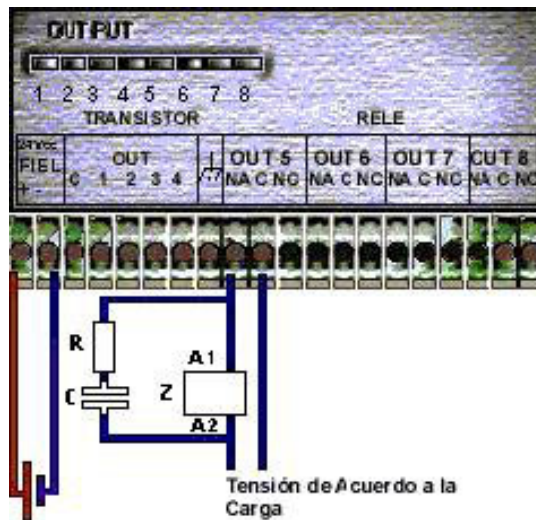 OUTPUT
1 2 3 4 5 6 7 8
TRANSISTOR RELE
FIEL OUT OUT 5 OUT 6 OUT 7 OUT 8
+ - C 1 2 3 4 NA C NC NA C NC NA C NC NA C NC
R
A1
C Z
A2
Tensión de Acuerdo a la
Carga